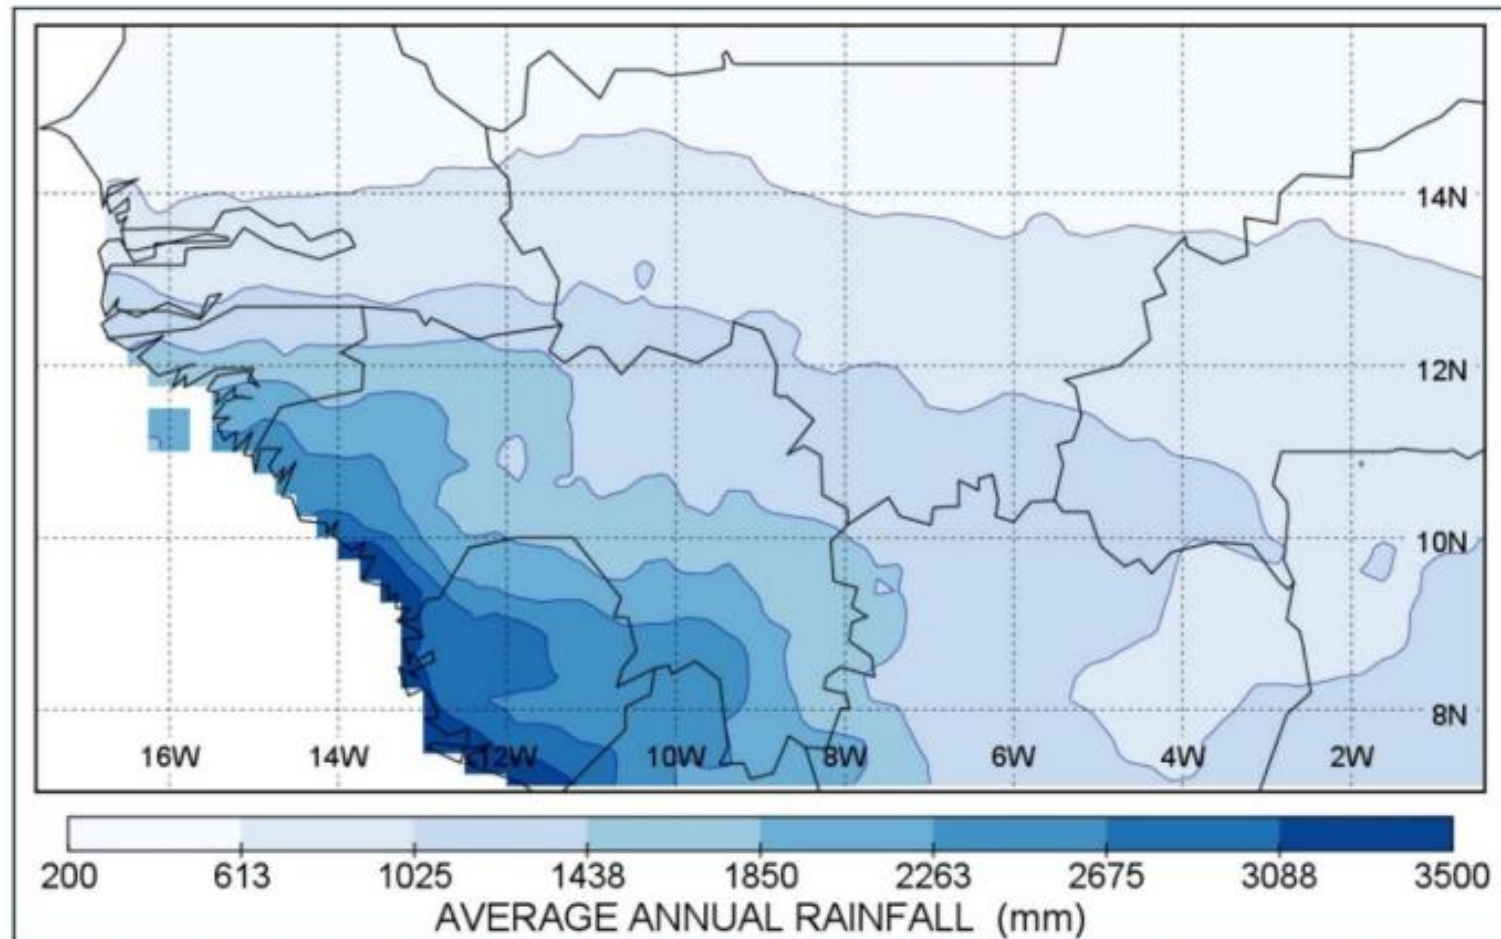 14N
12N
10N
8N
16W 14W 12W 10W 8W 6W 4W 2W
200 613 1025 1438 1850 2263 2675 3088 3500
AVERAGE ANNUAL RAINFALL (mm)